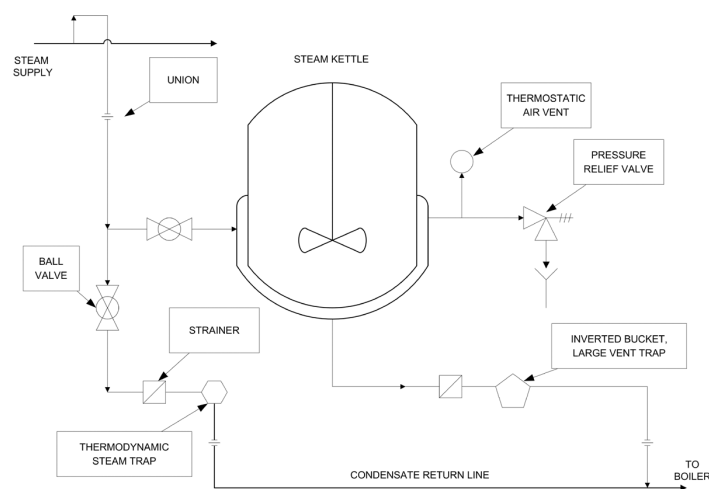 STEAM
SUPPLY
STEAM KETTLE
UNION
THERMOSTATIC
AIR VENT
PRESSURE
RELIEF VALVE
BALL
VALVE
STRAINER
INVERTED BUCKET,
LARGE VENT TRAP
THERMODYNAMIC
STEAM TRAP
CONDENSATE RETURN LINE
TO
BOILER